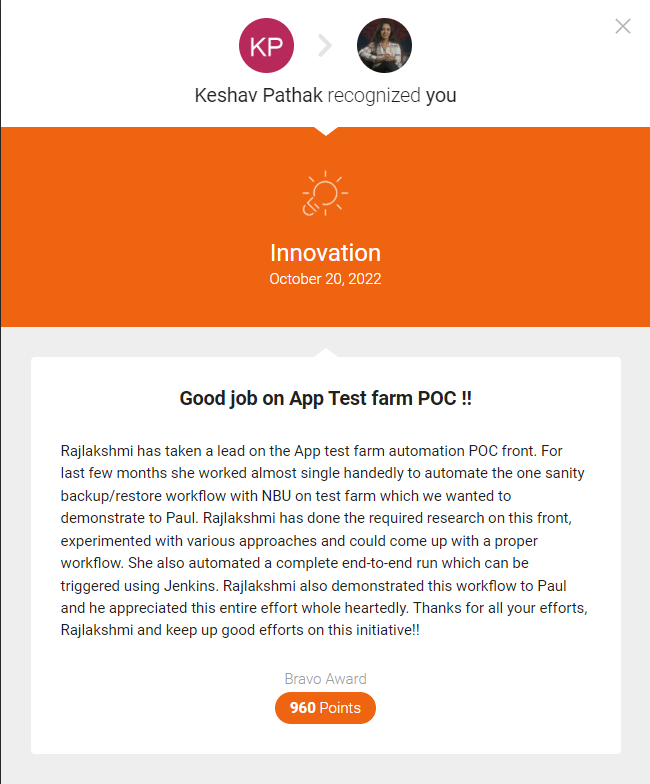 KP
Keshav Pathak recognized you
Innovation
October 20, 2022
Good job on App Test farm POC !!
Rajlakshmi has taken a lead on the App test farm automation POC front. For
last few months she worked almost single handedly to automate the one sanity
backup/restore workflow with NBU on test farm which we wanted to
demonstrate to Paul. Rajlakshmi has done the required research on this front,
experimented with various approaches and could come up with a proper
workflow. She also automated a complete end-to-end run which can be
triggered using Jenkins. Rajlakshmi also demonstrated this workflow to Paul
and he appreciated this entire effort whole heartedly. Thanks for all your efforts,
Rajlakshmi and keep up good efforts on this initiative!!
Bravo Award
960 Points